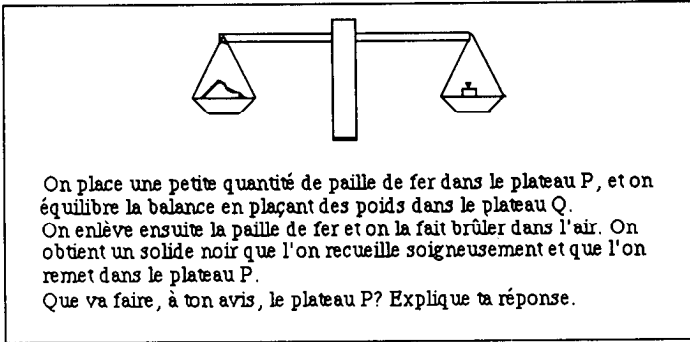 On place une petite quantité de paille de fer dans le plateau P, et on
équilibre la balance en plaçant des poids dans le plateau Q.
On enlève ensuite la paille de fer et on la fait brûler dans l'air. On
obtient un solide noir que l'on recueille soigneusement et que l'on
remet dans le plateau P.
Que va faire, à ton avis, le plateau P? Explique ta réponse.